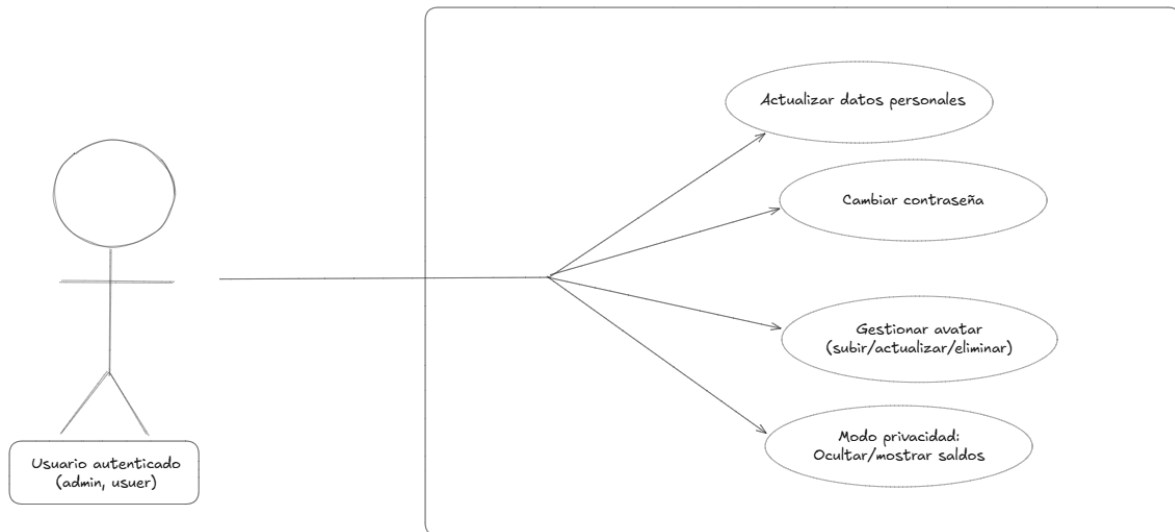 Actualizar datos personales
Cambiar contraseña
Gestionar avatar
(subir/actualizar/eliminar)
Modo privacidad:
Ocultar/mostrar saldos
Usuario autenticado
(admin, usuer)